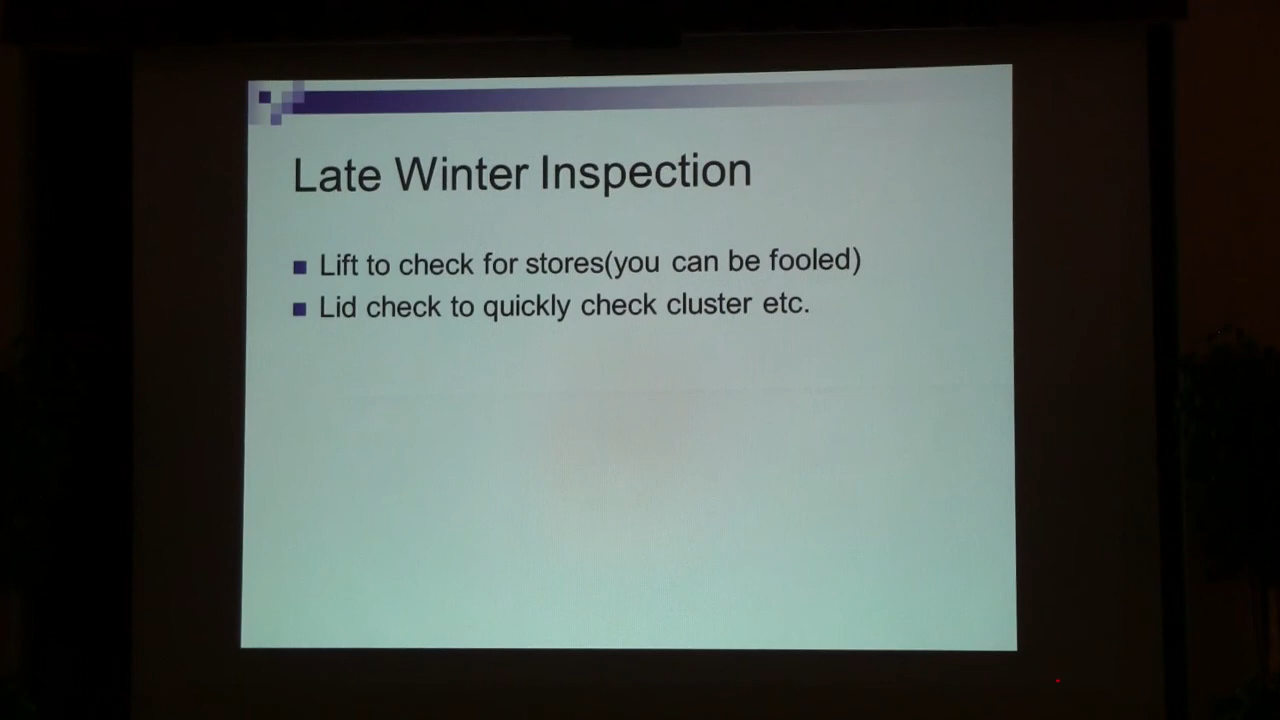 Late Winter Inspection
Lift to check for stores(you can be fooled)
Lid check to quickly check cluster etc.